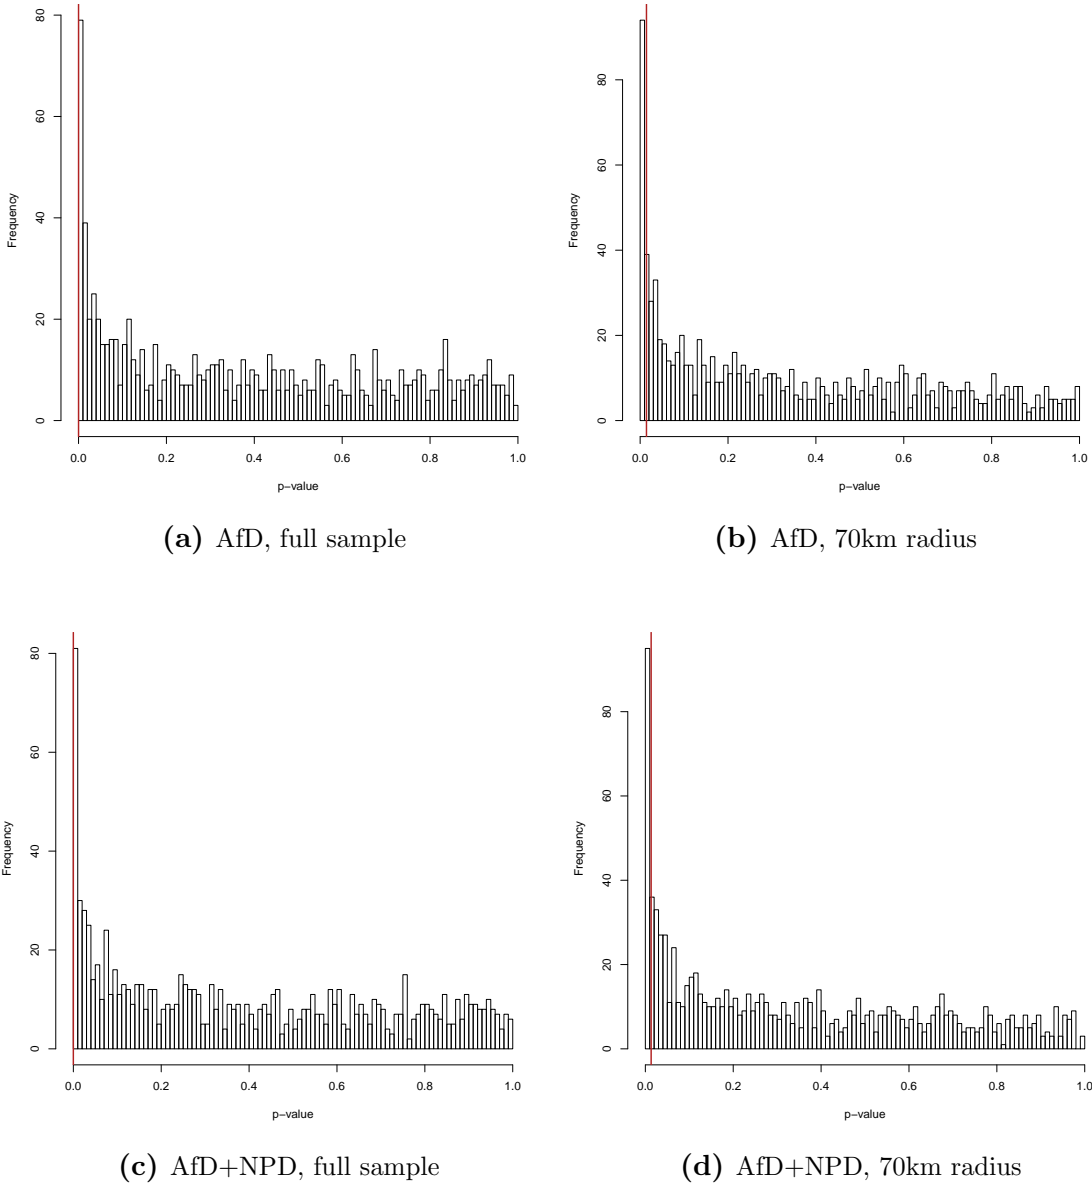 80
60
40
20
0
Frequency
0.0 0.2 0.4 0.6 0.8 1.0
p−value
(a) AfD, full sample
80
60
40
20
0
Frequency
0.0 0.2 0.4 0.6 0.8 1.0
p−value
(b) AfD, 70km radius
80
60
40
20
0
Frequency
0.0 0.2 0.4 0.6 0.8 1.0
p−value
(c) AfD+NPD, full sample
80
60
40
20
0
Frequency
0.0 0.2 0.4 0.6 0.8 1.0
p−value
(d) AfD+NPD, 70km radius